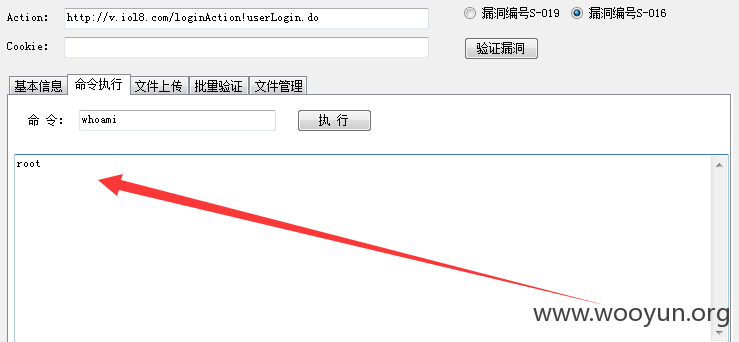 Action: http://v.iol8.com/loginAction!userLogin.do 漏洞编号S-019 漏洞编号S-016
Cookie: 验证漏洞
基本信息 命令执行 文件上传 批量验证 文件管理
命 令: whoami 执 行
root
www.wooyun.org